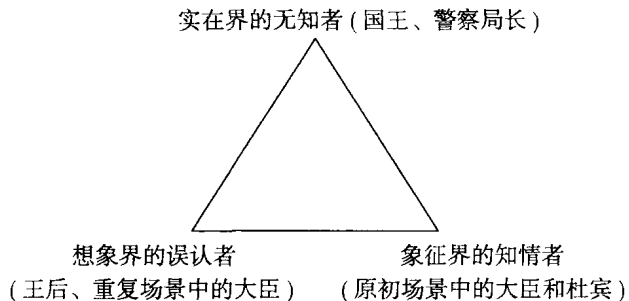 实在界的无知者(国王、警察局长)
想象界的误认者
(王后、重复场景中的大臣)
象征界的知情者
(原初场景中的大臣和杜宾)